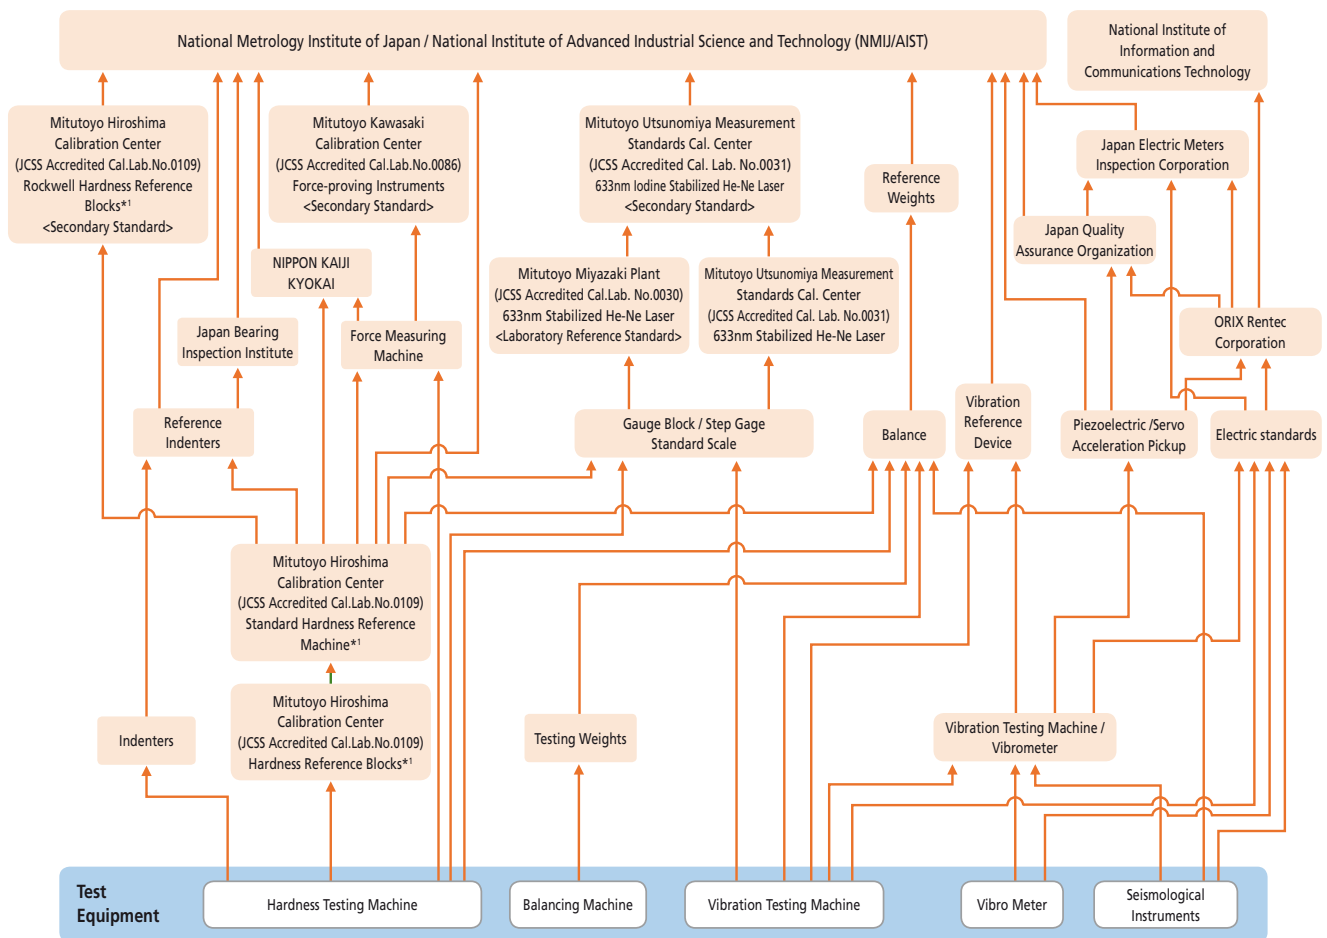 National Metrology Institute of Japan / National Institute of Advanced Industrial Science and Technology (NMIJ/AIST)
National Institute of
Information and
Communications Technology
Mitutoyo Hiroshima
Calibration Center
(JCSS Accredited Cal.Lab.No.0109)
Rockwell Hardness Reference
Blocks*1
<Secondary Standard>
Mitutoyo Kawasaki
Calibration Center
(JCSS Accredited Cal.Lab.No.0086)
Force-proving Instruments
<Secondary Standard>
Mitutoyo Utsunomiya Measurement
Standards Cal. Center
(JCSS Accredited Cal. Lab. No.0031)
633nm Iodine Stabilized He-Ne Laser
<Secondary Standard>
Reference
Weights
Japan Electric Meters
Inspection Corporation
Japan Quality
Assurance Organization
NIPPON KAIJI
KYOKAI
Mitutoyo Miyazaki Plant
(JCSS Accredited Cal.Lab. No.0030)
633nm Stabilized He-Ne Laser
<Laboratory Reference Standard>
Mitutoyo Utsunomiya Measurement
Standards Cal. Center
(JCSS Accredited Cal. Lab. No.0031)
633nm Stabilized He-Ne Laser
Japan Bearing
Inspection Institute
Force Measuring
Machine
ORIX Rentec
Corporation
Reference
Indenters
Gauge Block / Step Gage
Standard Scale
Balance
Vibration
Reference
Device
Piezoelectric /Servo
Acceleration Pickup
Electric standards
Mitutoyo Hiroshima
Calibration Center
(JCSS Accredited Cal.Lab.No.0109)
Standard Hardness Reference
Machine*1
Mitutoyo Hiroshima
Calibration Center
(JCSS Accredited Cal.Lab.No.0109)
Hardness Reference Blocks*1
Indenters
Testing Weights
Vibration Testing Machine /
Vibrometer
Test
Equipment
Hardness Testing Machine
Balancing Machine
Vibration Testing Machine
Vibro Meter
Seismological
Instruments